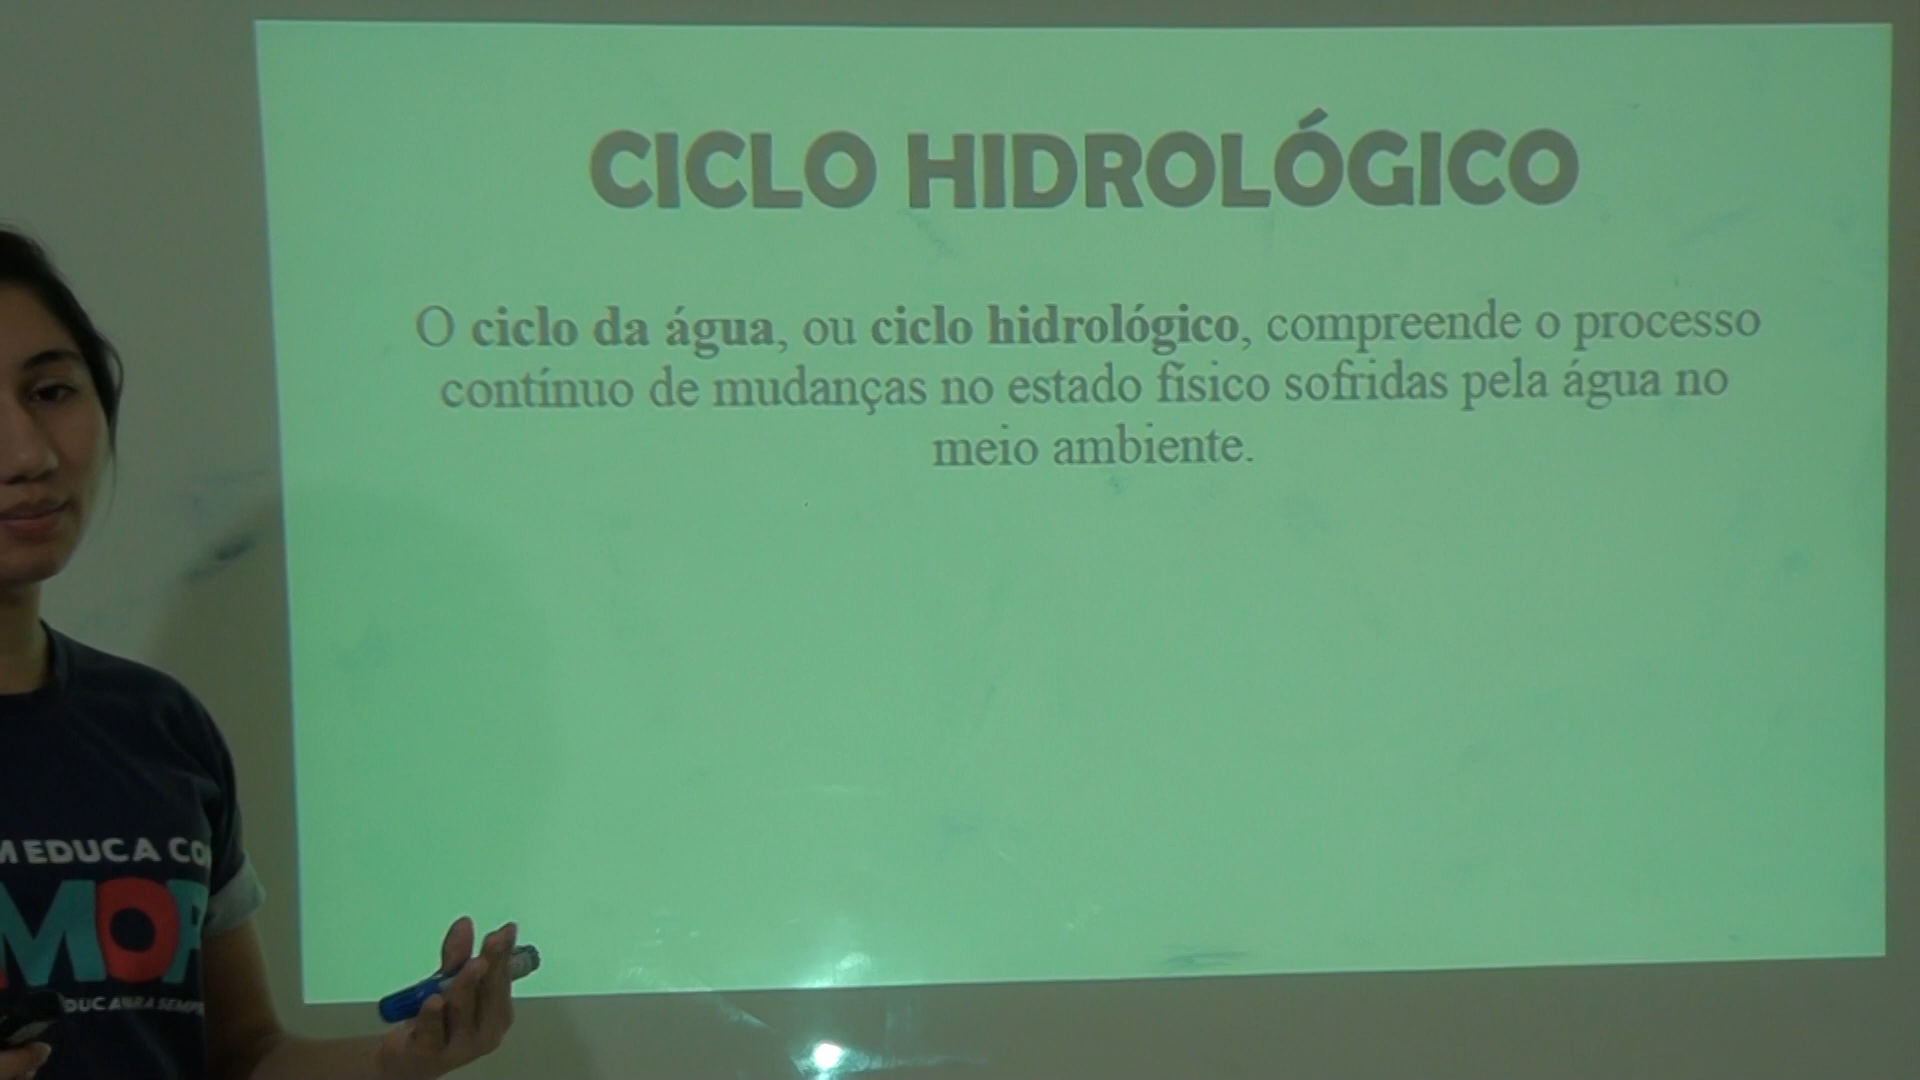 CICLO HIDROLÓGICO
O ciclo da água, ou ciclo hidrológico, compreende o processo
contínuo de mudanças no estado físico sofridas pela água no
meio ambiente.
EDUCA